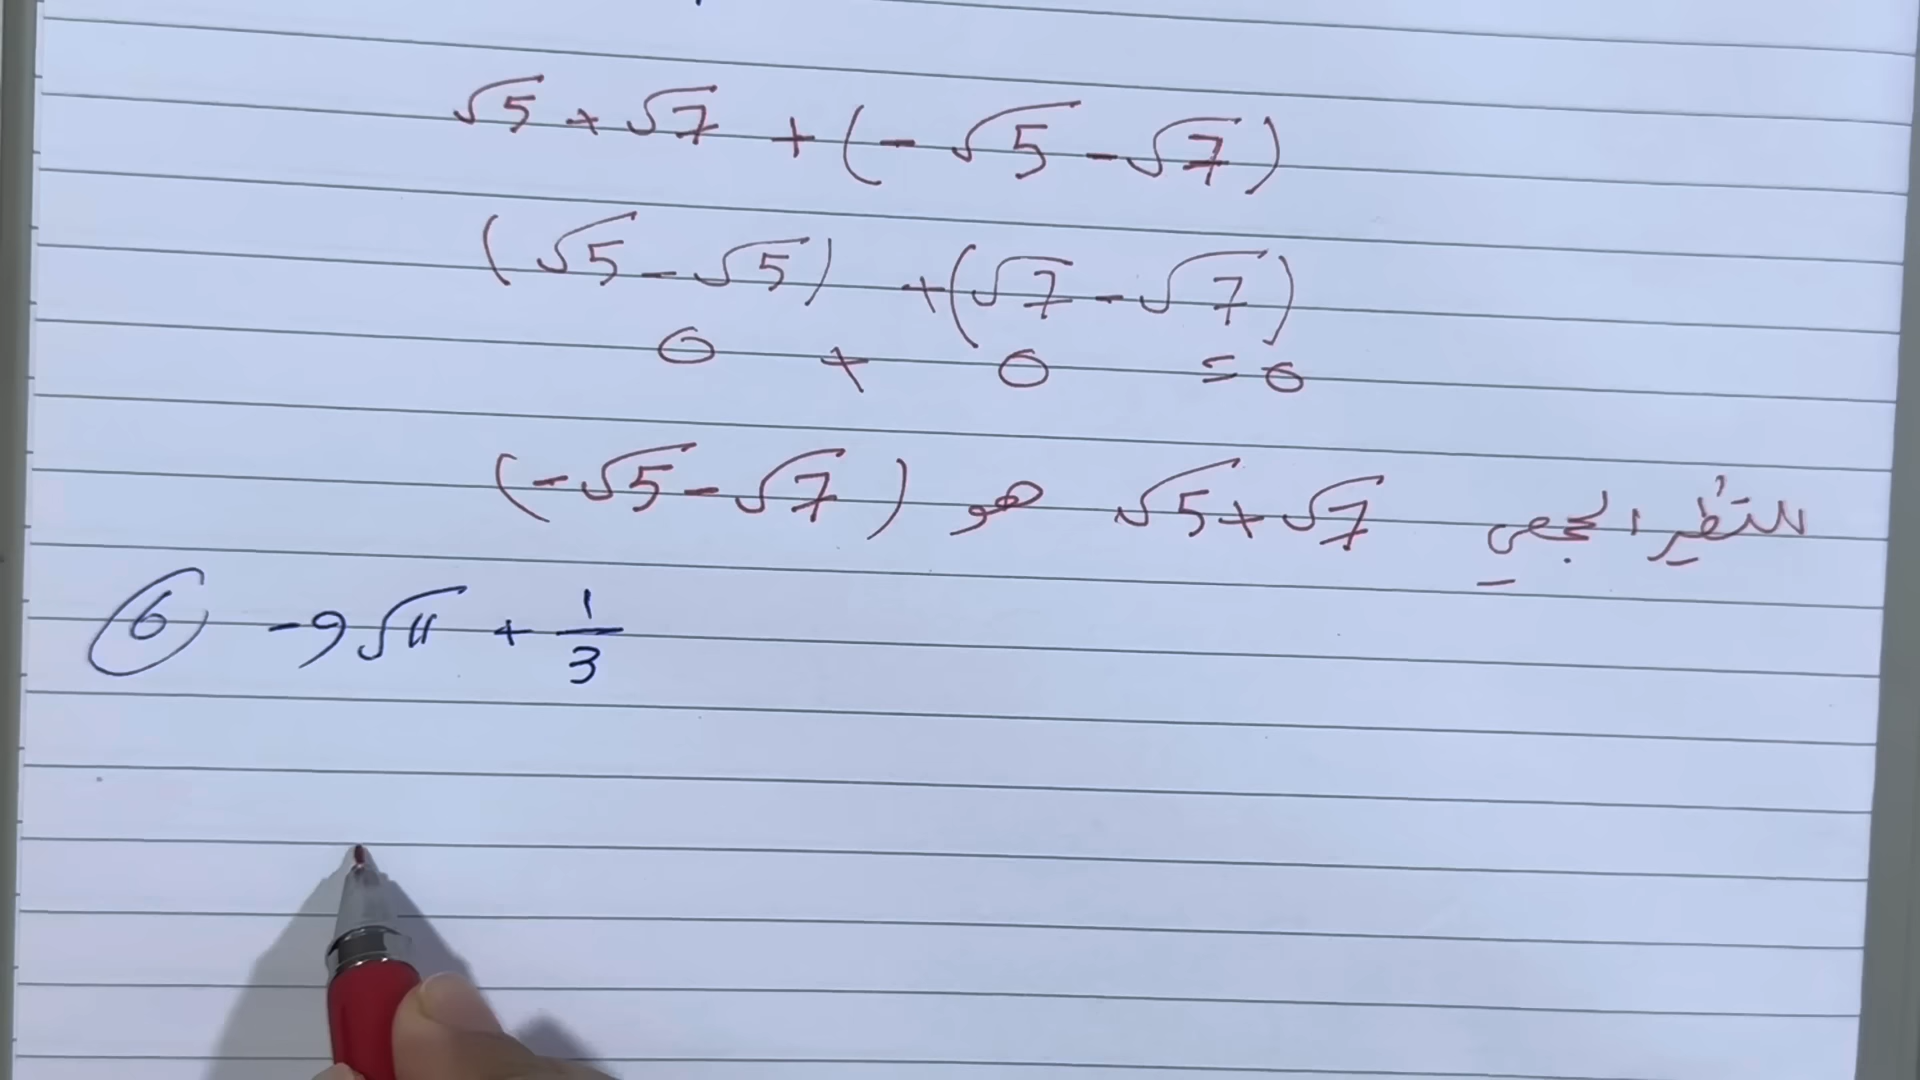 √5 + √7 + (-√5 - √7)
(√5 - √5) + (√7 - √7)
0 + 0 = 0
النظير الجمعي √5 + √7 هو (-√5 - √7)
6 -9√11 + 1/3